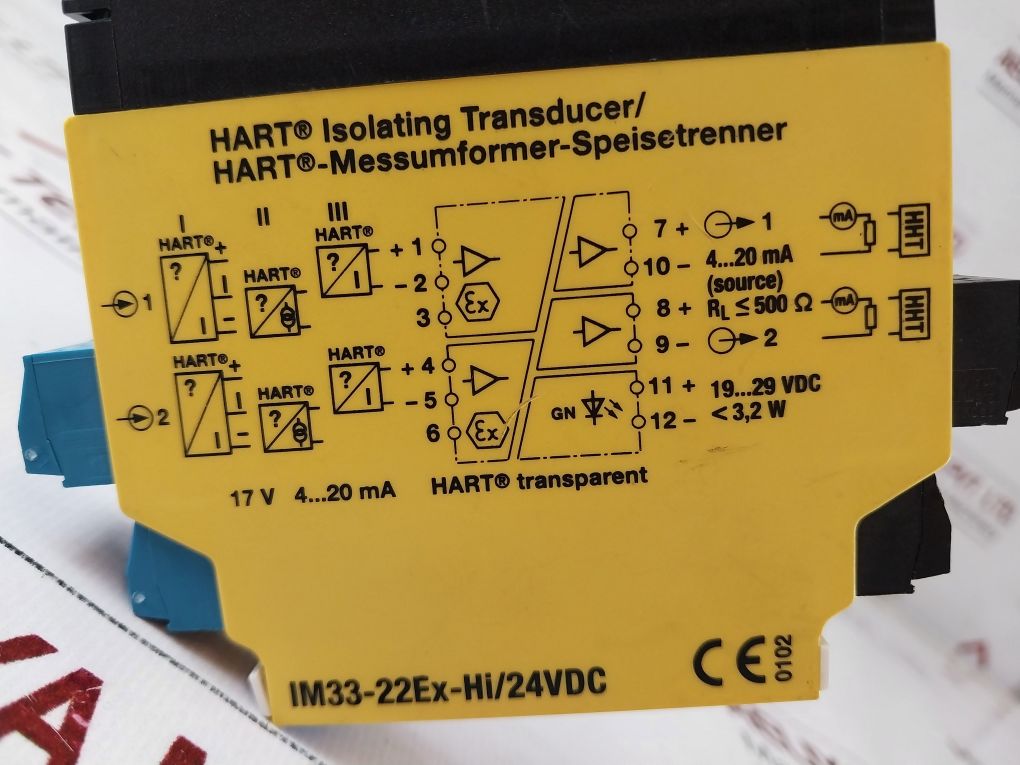 HART® Isolating Transducer/
HART®-Messumformer-Speisetrenner
I II III
HART® HART® HART®
+ ? I I –
? ? I
→ 1
+ 1
– 2
3
Ex
7 +
10 –
→ 1
4...20 mA
(source)
RL ≤ 500 Ω
8 +
9 –
→ 2
mA HHT
mA HHT
HART® HART® HART®
+ ? I I –
? ? I
→ 2
+ 4
– 5
6
Ex
GN
11 +
12 –
19...29 VDC
< 3,2 W
17 V 4...20 mA HART® transparent
IM33-22Ex-Hi/24VDC
CE 0102